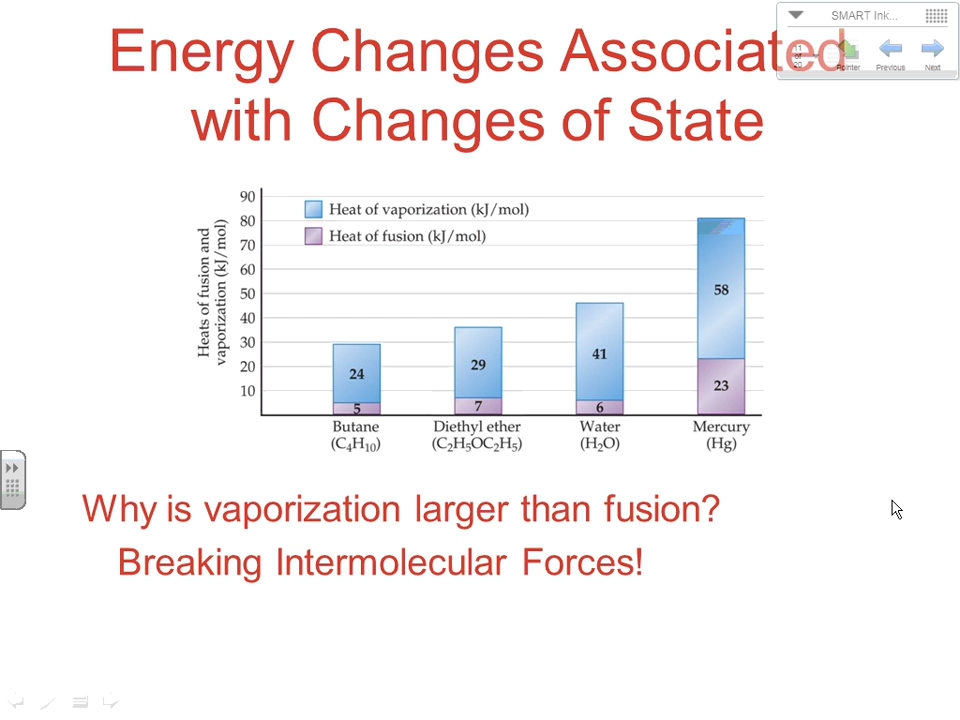 Energy Changes Associated
with Changes of State
SMART Ink...
Pointer
Previous
Next
Heats of fusion and
vaporization (kJ/mol)
90
80
70
60
50
40
30
20
10
Heat of vaporization (kJ/mol)
Heat of fusion (kJ/mol)
24
5
29
7
41
6
58
23
Butane
(C₄H₁₀)
Diethyl ether
(C₂H₅OC₂H₅)
Water
(H₂O)
Mercury
(Hg)
Why is vaporization larger than fusion?
Breaking Intermolecular Forces!